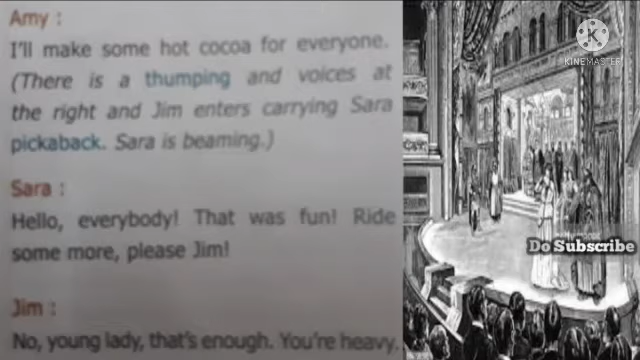 Amy :
I'll make some hot cocoa for everyone.
(There is a thumping and voices at
the right and Jim enters carrying Sara
pickaback. Sara is beaming.)
Sara :
Hello, everybody! That was fun! Ride
some more, please Jim!
Jim :
No, young lady, that's enough. You're heavy,
KINEMASTER
Do Subscribe